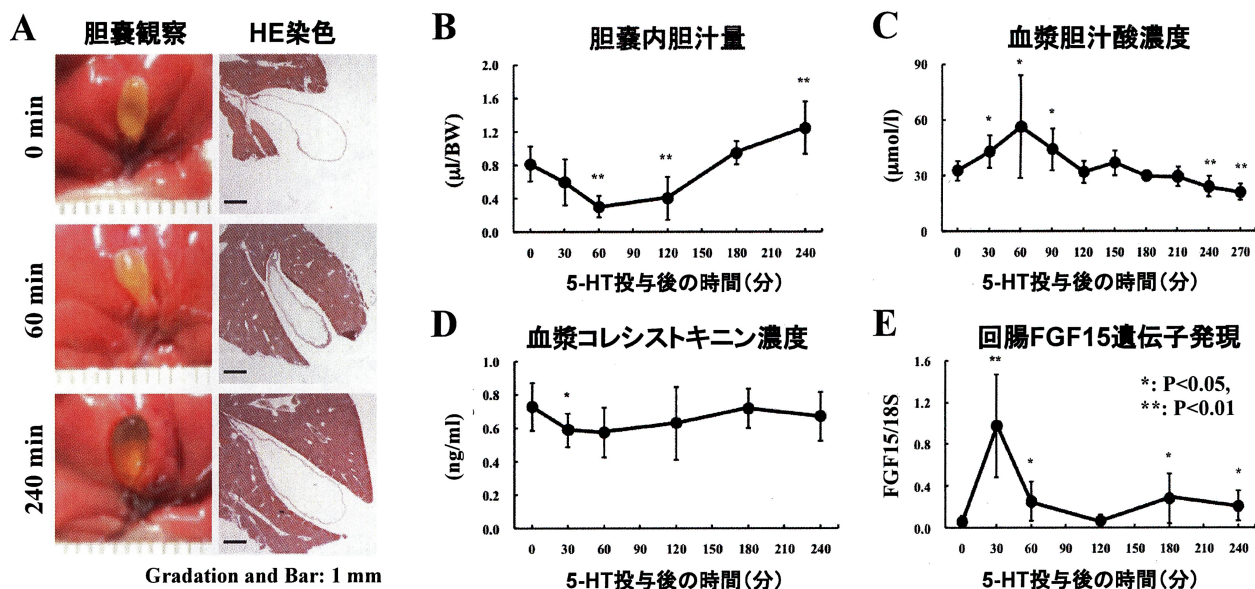 A
胆嚢観察
HE染色
0 min
60 min
240 min
Gradation and Bar: 1 mm
B
胆嚢内胆汁量
(μl/BW)
2.0
1.6
1.2
0.8
0.4
0.0
**
**
**
0 30 60 90 120 150 180 210 240
5-HT投与後の時間(分)
C
血漿胆汁酸濃度
(μmol/l)
90
60
30
0
*
*
*
**
**
0 30 60 90 120 150 180 210 240 270
5-HT投与後の時間(分)
D
血漿コレシストキニン濃度
(ng/ml)
1.0
0.8
0.6
0.4
0.2
0.0
*
0 30 60 90 120 150 180 210 240
5-HT投与後の時間(分)
E
回腸FGF15遺伝子発現
FGF15/18S
1.6
1.2
0.8
0.4
0.0
**
*
*
*
*: P<0.05,
**: P<0.01
0 30 60 90 120 150 180 210 240
5-HT投与後の時間(分)